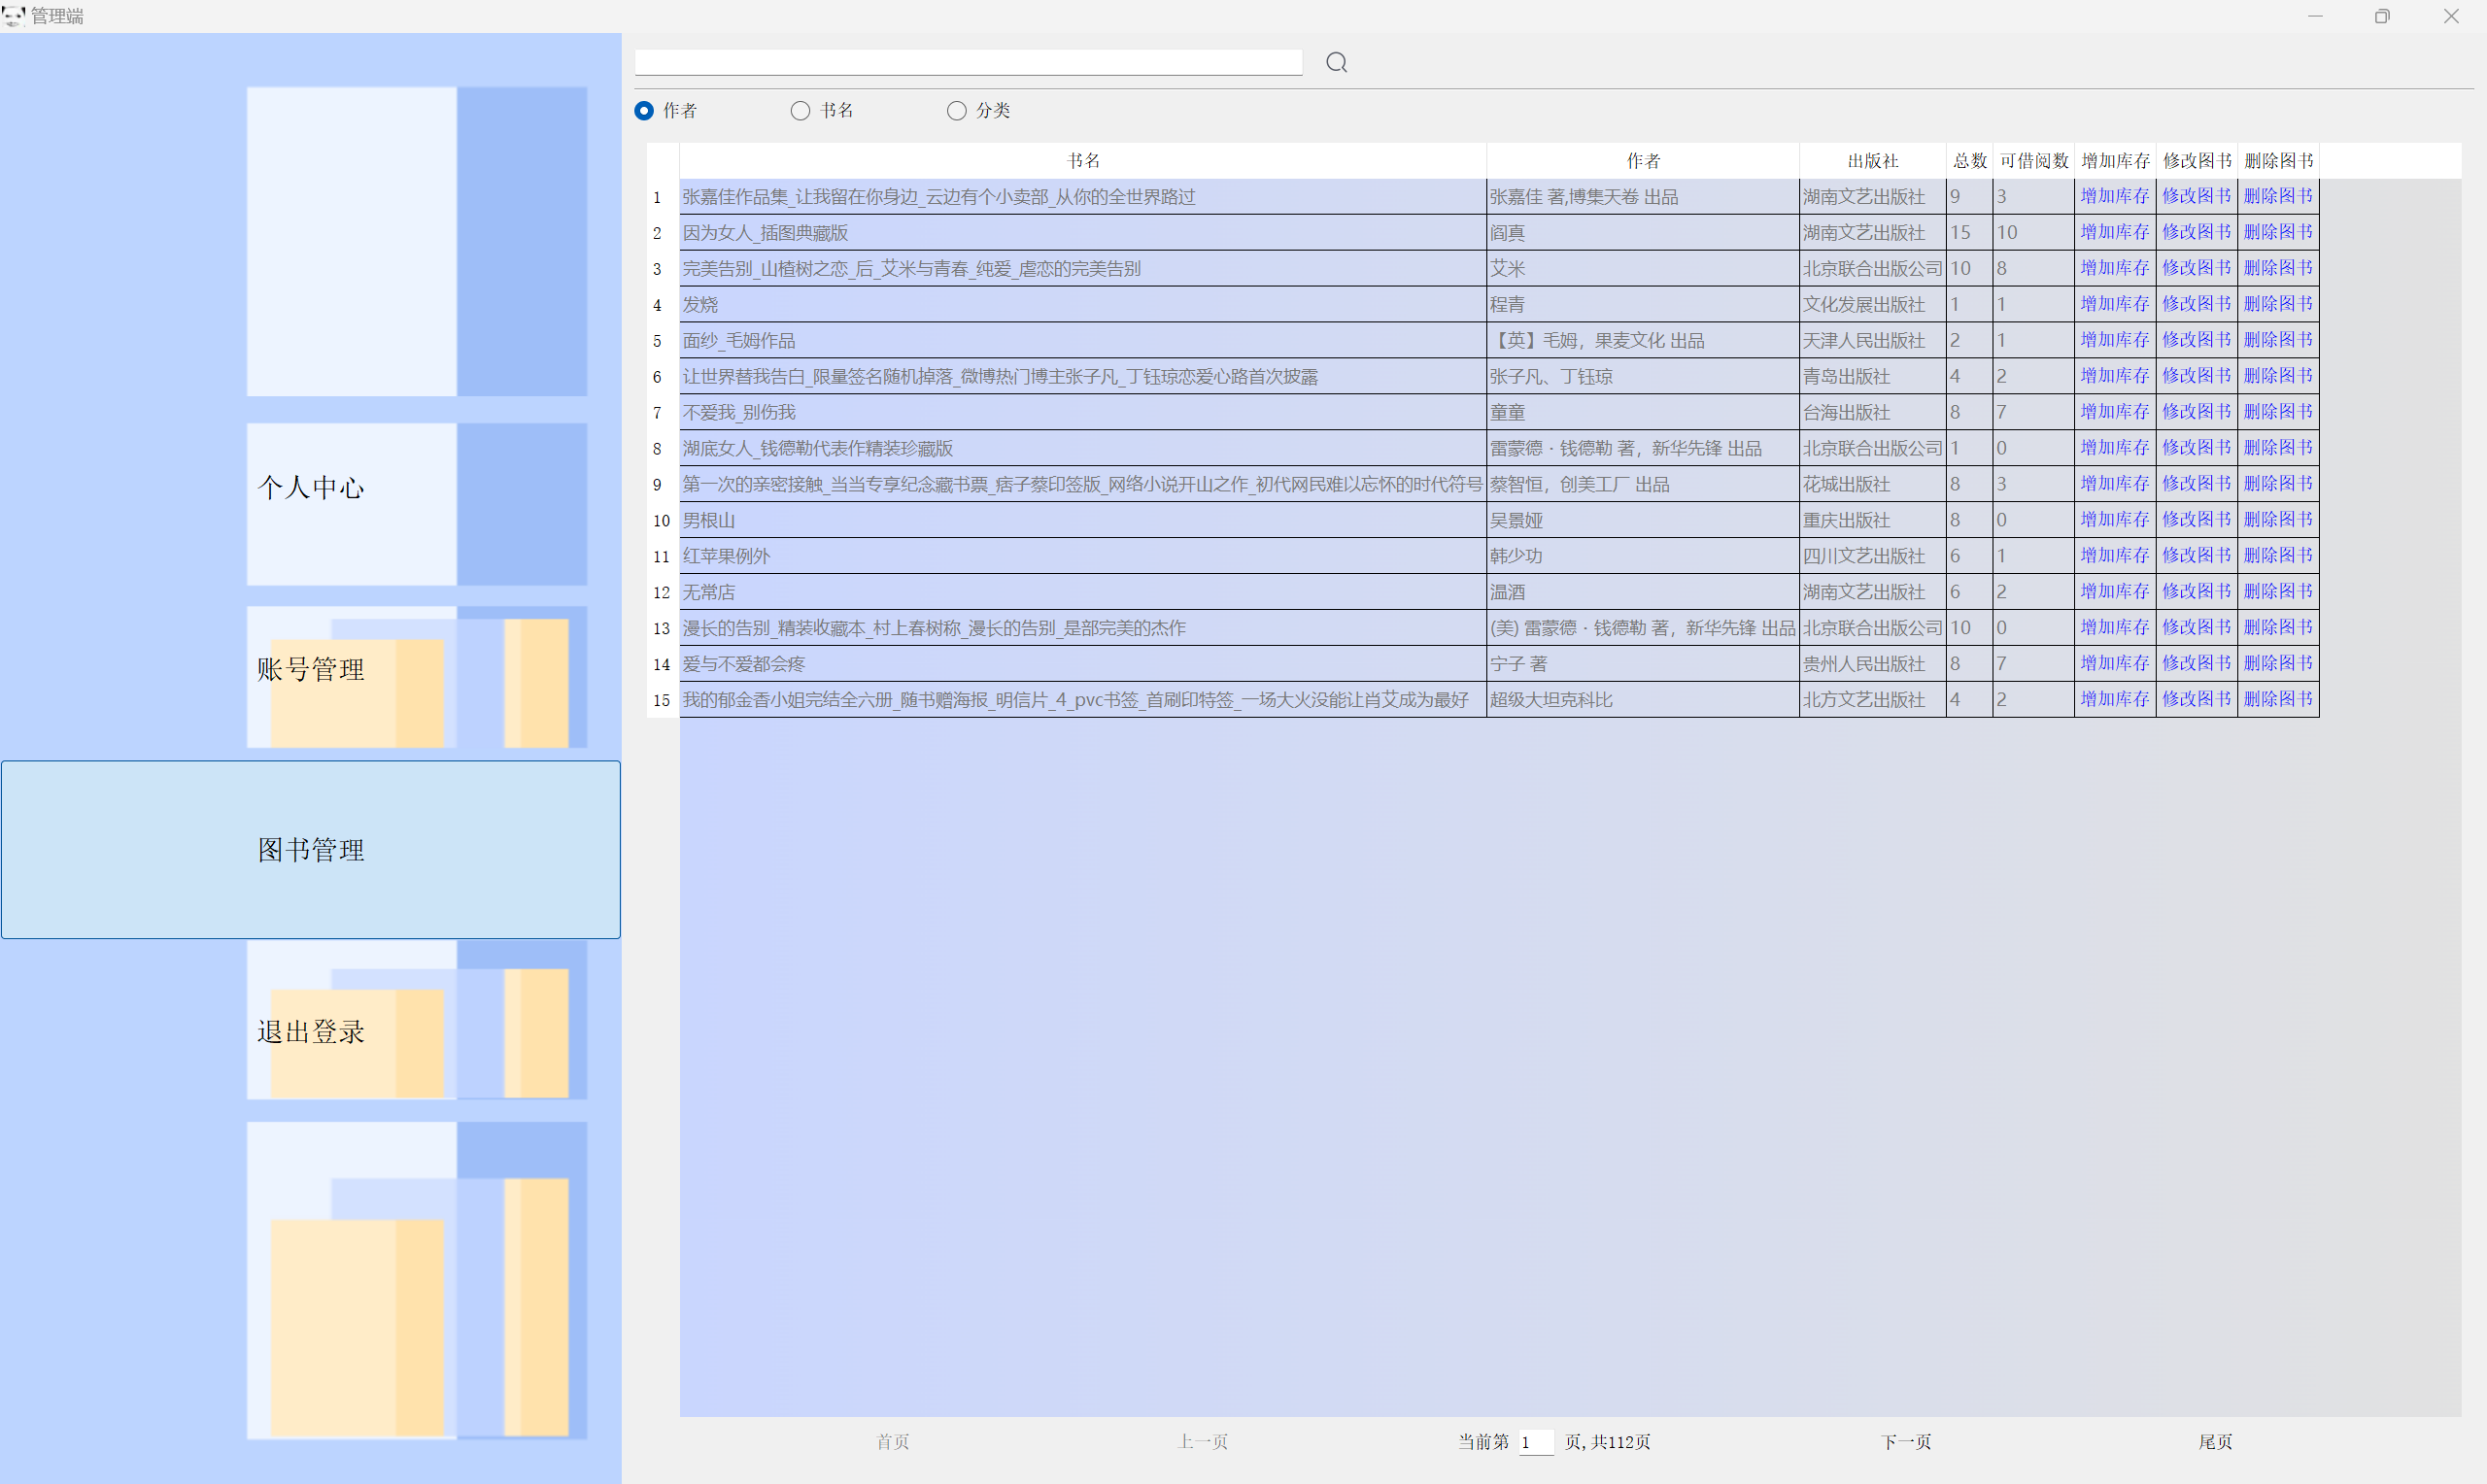 管理端
个人中心
账号管理
图书管理
退出登录
作者 书名 分类
书名 作者 出版社 总数 可借阅数 增加库存 修改图书 删除图书
1 张嘉佳作品集_让我留在你身边_云边有个小卖部_从你的全世界路过 张嘉佳 著,博集天卷 出品 湖南文艺出版社 9 3 增加库存 修改图书 删除图书
2 因为女人_插图典藏版 阎真 湖南文艺出版社 15 10 增加库存 修改图书 删除图书
3 完美告别_山楂树之恋_后_艾米与青春_纯爱_虐恋的完美告别 艾米 北京联合出版公司 10 8 增加库存 修改图书 删除图书
4 发烧 程青 文化发展出版社 1 1 增加库存 修改图书 删除图书
5 面纱_毛姆作品 【英】毛姆，果麦文化 出品 天津人民出版社 2 1 增加库存 修改图书 删除图书
6 让世界替我告白_限量签名随机掉落_微博热门博主张子凡_丁钰琼恋爱心路首次披露 张子凡、丁钰琼 青岛出版社 4 2 增加库存 修改图书 删除图书
7 不爱我_别伤我 童童 台海出版社 8 7 增加库存 修改图书 删除图书
8 湖底女人_钱德勒代表作精装珍藏版 雷蒙德·钱德勒 著，新华先锋 出品 北京联合出版公司 1 0 增加库存 修改图书 删除图书
9 第一次的亲密接触_当当专享纪念藏书票_痞子蔡印签版_网络小说开山之作_初代网民难以忘怀的时代符号 蔡智恒，创美工厂 出品 花城出版社 8 3 增加库存 修改图书 删除图书
10 男根山 吴景娅 重庆出版社 8 0 增加库存 修改图书 删除图书
11 红苹果例外 韩少功 四川文艺出版社 6 1 增加库存 修改图书 删除图书
12 无常店 温酒 湖南文艺出版社 6 2 增加库存 修改图书 删除图书
13 漫长的告别_精装收藏本_村上春树称_漫长的告别_是部完美的杰作 (美) 雷蒙德·钱德勒 著，新华先锋 出品 北京联合出版公司 10 0 增加库存 修改图书 删除图书
14 爱与不爱都会疼 宁子 著 贵州人民出版社 8 7 增加库存 修改图书 删除图书
15 我的郁金香小姐完结全六册_随书赠海报_明信片_4_pvc书签_首刷印特签_一场大火没能让肖艾成为最好 超级大坦克科比 北方文艺出版社 4 2 增加库存 修改图书 删除图书
首页 上一页 当前第 1 页, 共112页 下一页 尾页